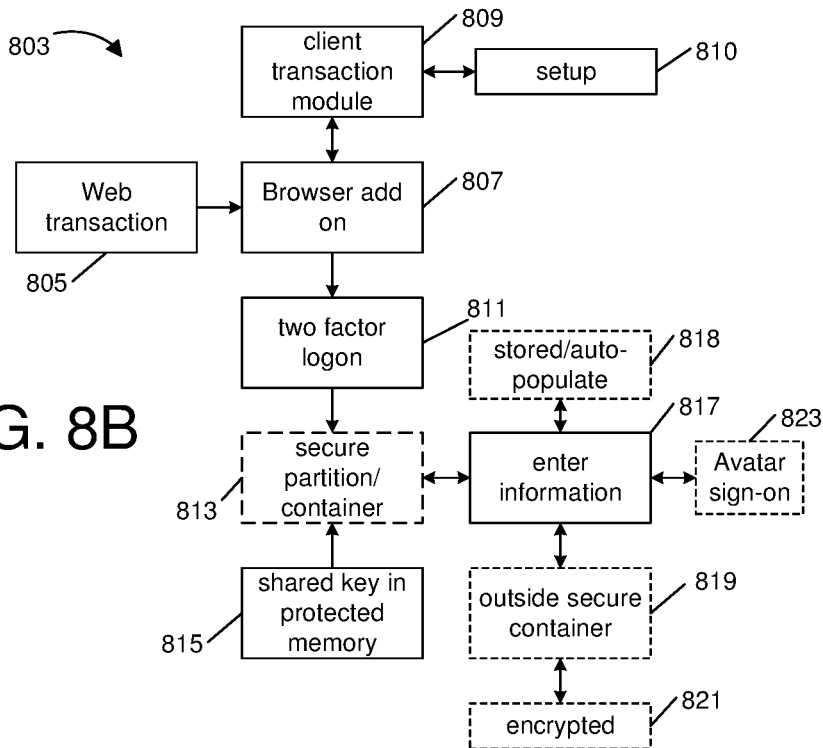 803
client
transaction
module
809
setup
810
Web
transaction
805
Browser add
on
807
two factor
logon
811
stored/auto-
populate
818
G. 8B
secure
partition/
container
813
enter
information
817
Avatar
sign-on
823
shared key in
protected
memory
815
outside secure
container
819
encrypted
821